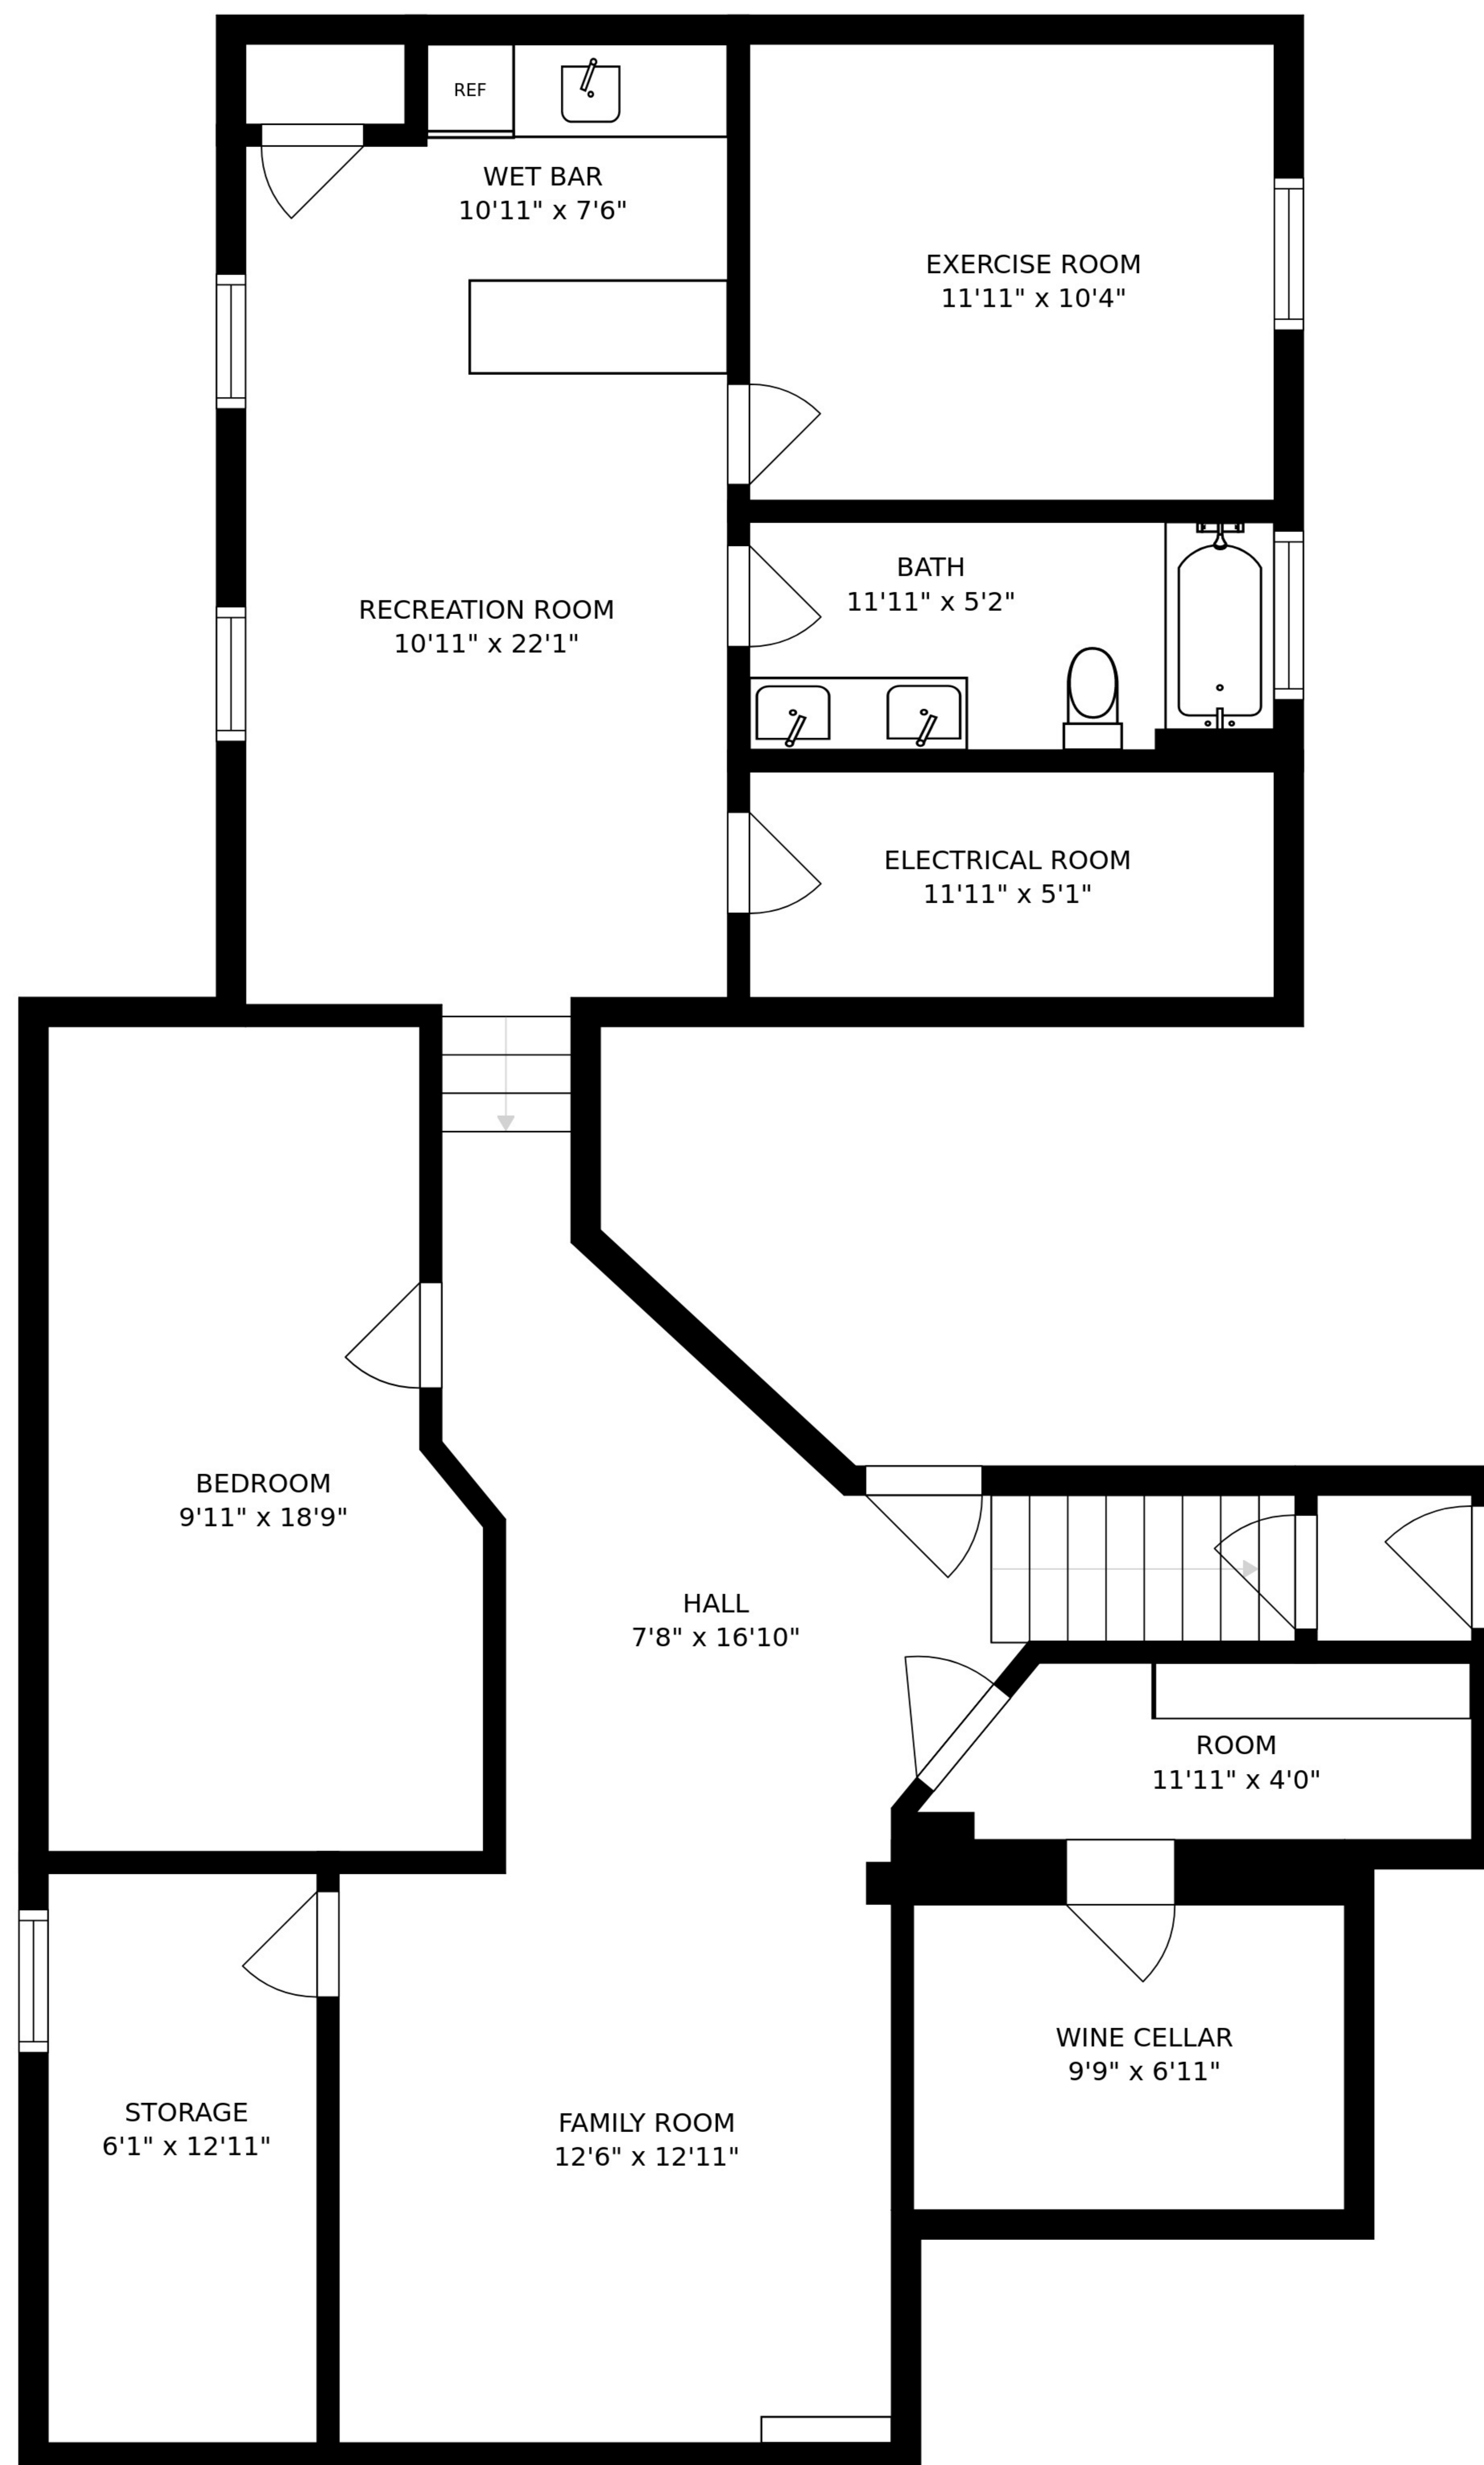 REF
WET BAR
10'11" x 7'6"
EXERCISE ROOM
11'11" x 10'4"
BATH
11'11" x 5'2"
RECREATION ROOM
10'11" x 22'1"
ELECTRICAL ROOM
11'11" x 5'1"
BEDROOM
9'11" x 18'9"
HALL
7'8" x 16'10"
ROOM
11'11" x 4'0"
WINE CELLAR
9'9" x 6'11"
STORAGE
6'1" x 12'11"
FAMILY ROOM
12'6" x 12'11"